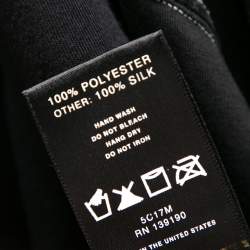 100% POLYESTER
OTHER: 100% SILK
HAND WASH
DO NOT BLEACH
HANG DRY
DO NOT IRON
5C17M
RN 139190
IN THE UNITED STATES